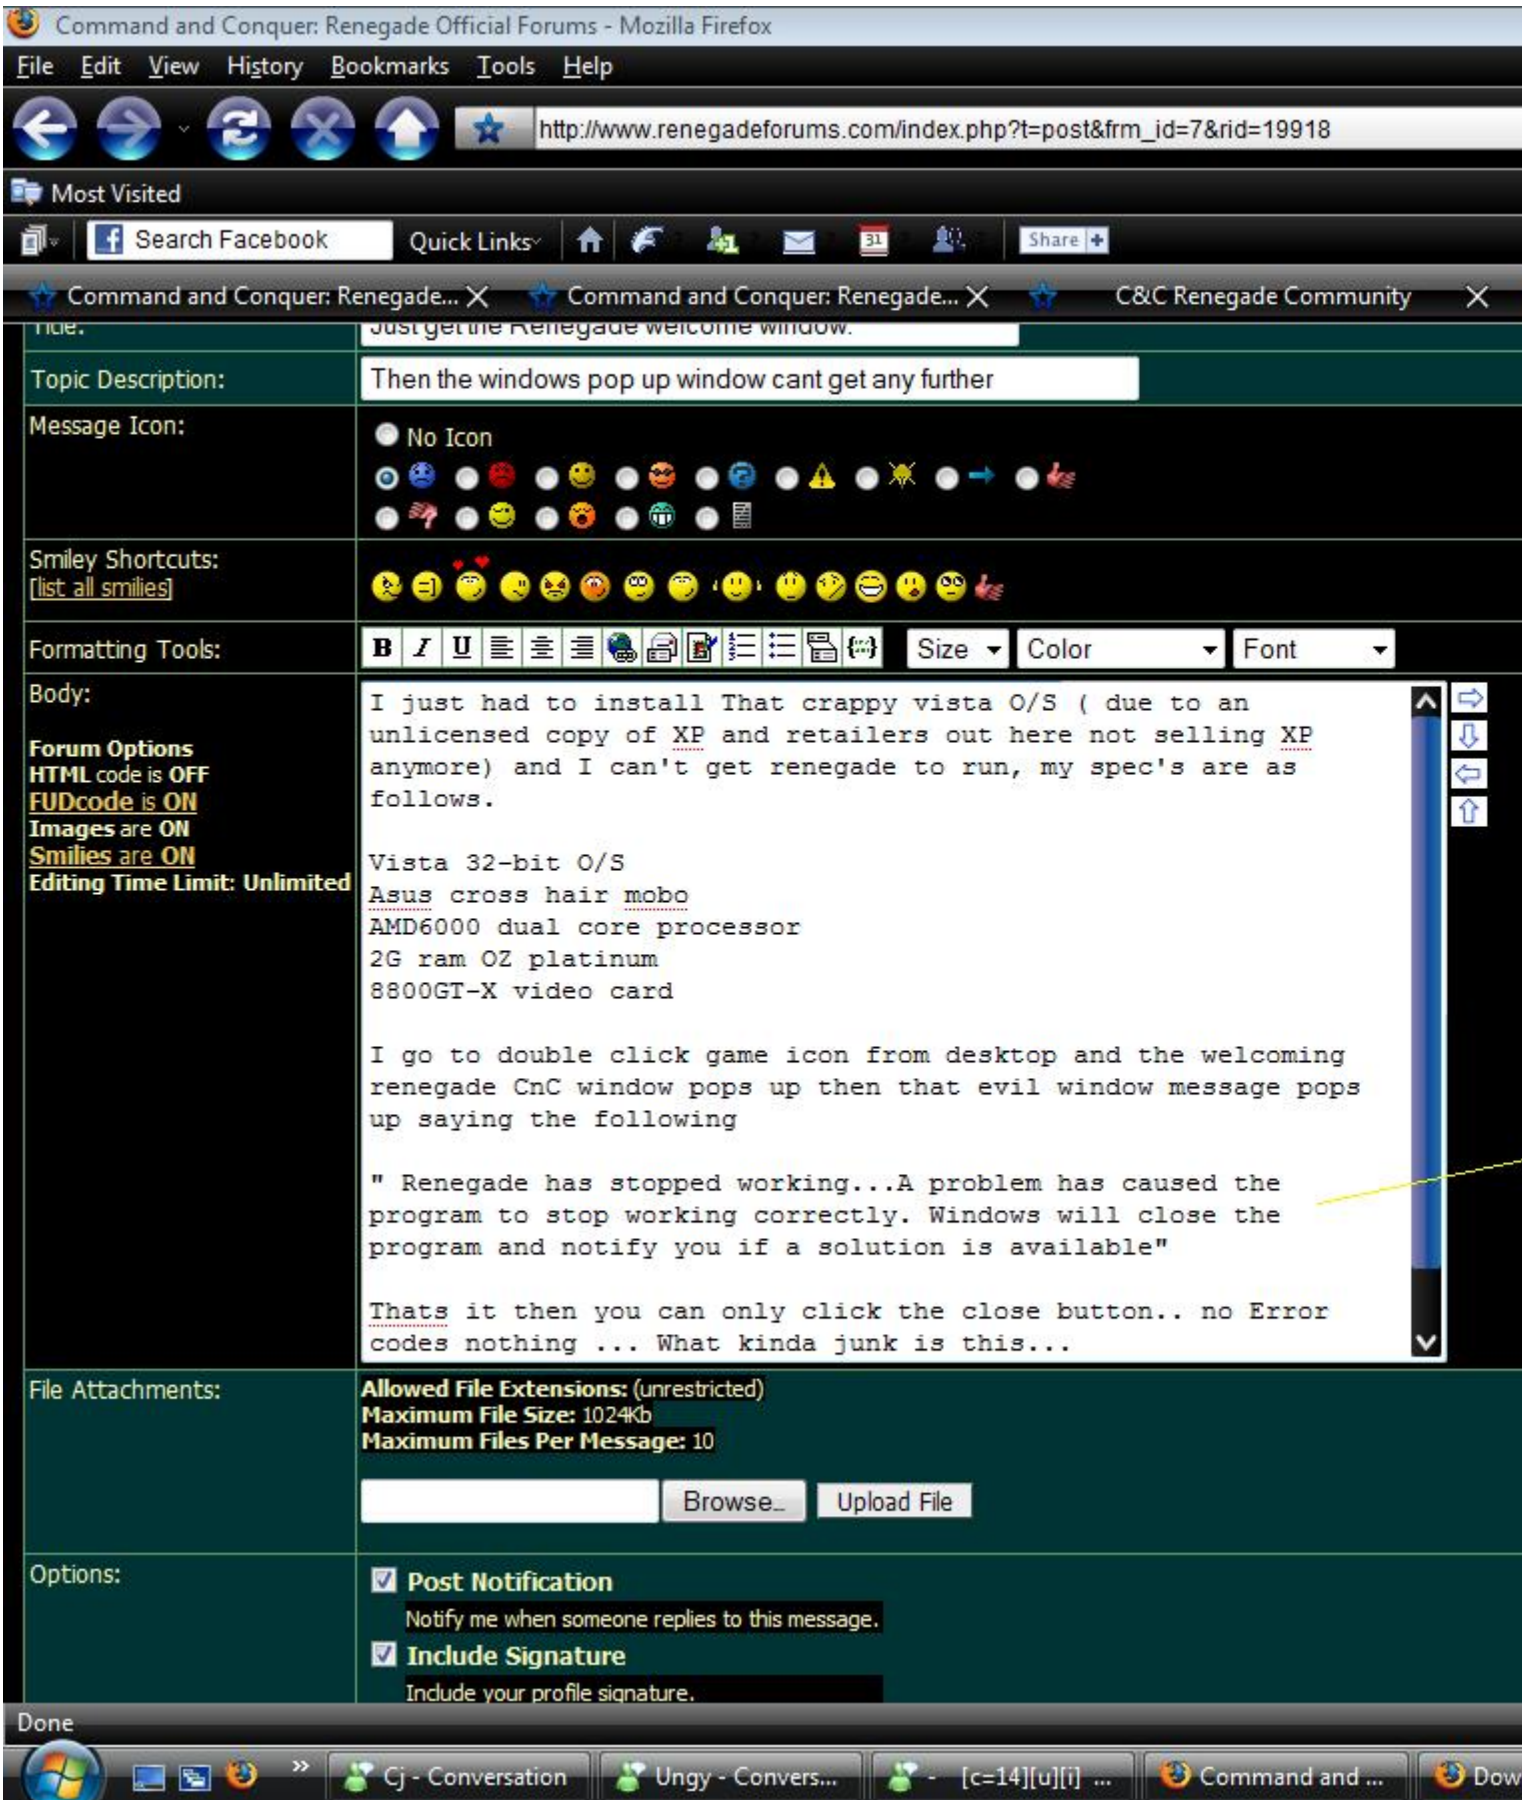 Command and Conquer: Renegade Official Forums - Mozilla Firefox
File Edit View History Bookmarks Tools Help
http://www.renegadeforums.com/index.php?t=post&frm_id=7&rid=19918
Most Visited
Search Facebook Quick Links 31 Share +
Command and Conquer: Renegade... Command and Conquer: Renegade... C&C Renegade Community
Title: Just get the Renegade welcome window.
Topic Description: Then the windows pop up window cant get any further
Message Icon:
No Icon
Smiley Shortcuts:
[list all smilies]
Formatting Tools: B I U Size Color Font
Body:
Forum Options
HTML code is OFF
FUDcode is ON
Images are ON
Smilies are ON
Editing Time Limit: Unlimited
I just had to install That crappy vista O/S ( due to an
unlicensed copy of XP and retailers out here not selling XP
anymore) and I can't get renegade to run, my spec's are as
follows.
Vista 32-bit O/S
Asus cross hair mobo
AMD6000 dual core processor
2G ram OZ platinum
8800GT-X video card
I go to double click game icon from desktop and the welcoming
renegade CnC window pops up then that evil window message pops
up saying the following
" Renegade has stopped working...A problem has caused the
program to stop working correctly. Windows will close the
program and notify you if a solution is available"
Thats it then you can only click the close button.. no Error
codes nothing ... What kinda junk is this...
File Attachments:
Allowed File Extensions: (unrestricted)
Maximum File Size: 1024Kb
Maximum Files Per Message: 10
Browse... Upload File
Options:
Post Notification
Notify me when someone replies to this message.
Include Signature
Include your profile signature.
Done
» Cj - Conversation Ungy - Convers... - [c=14][u][i] ... Command and ... Dow